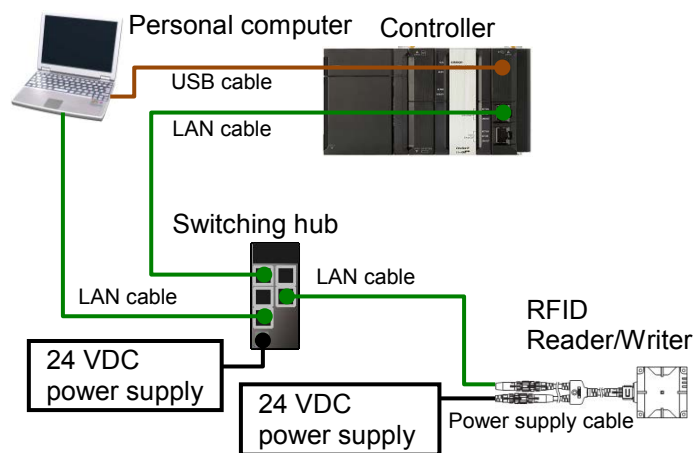 Personal computer
Controller
USB cable
LAN cable
Switching hub
LAN cable
LAN cable
RFID
Reader/Writer
24 VDC
power supply
24 VDC
power supply
Power supply cable